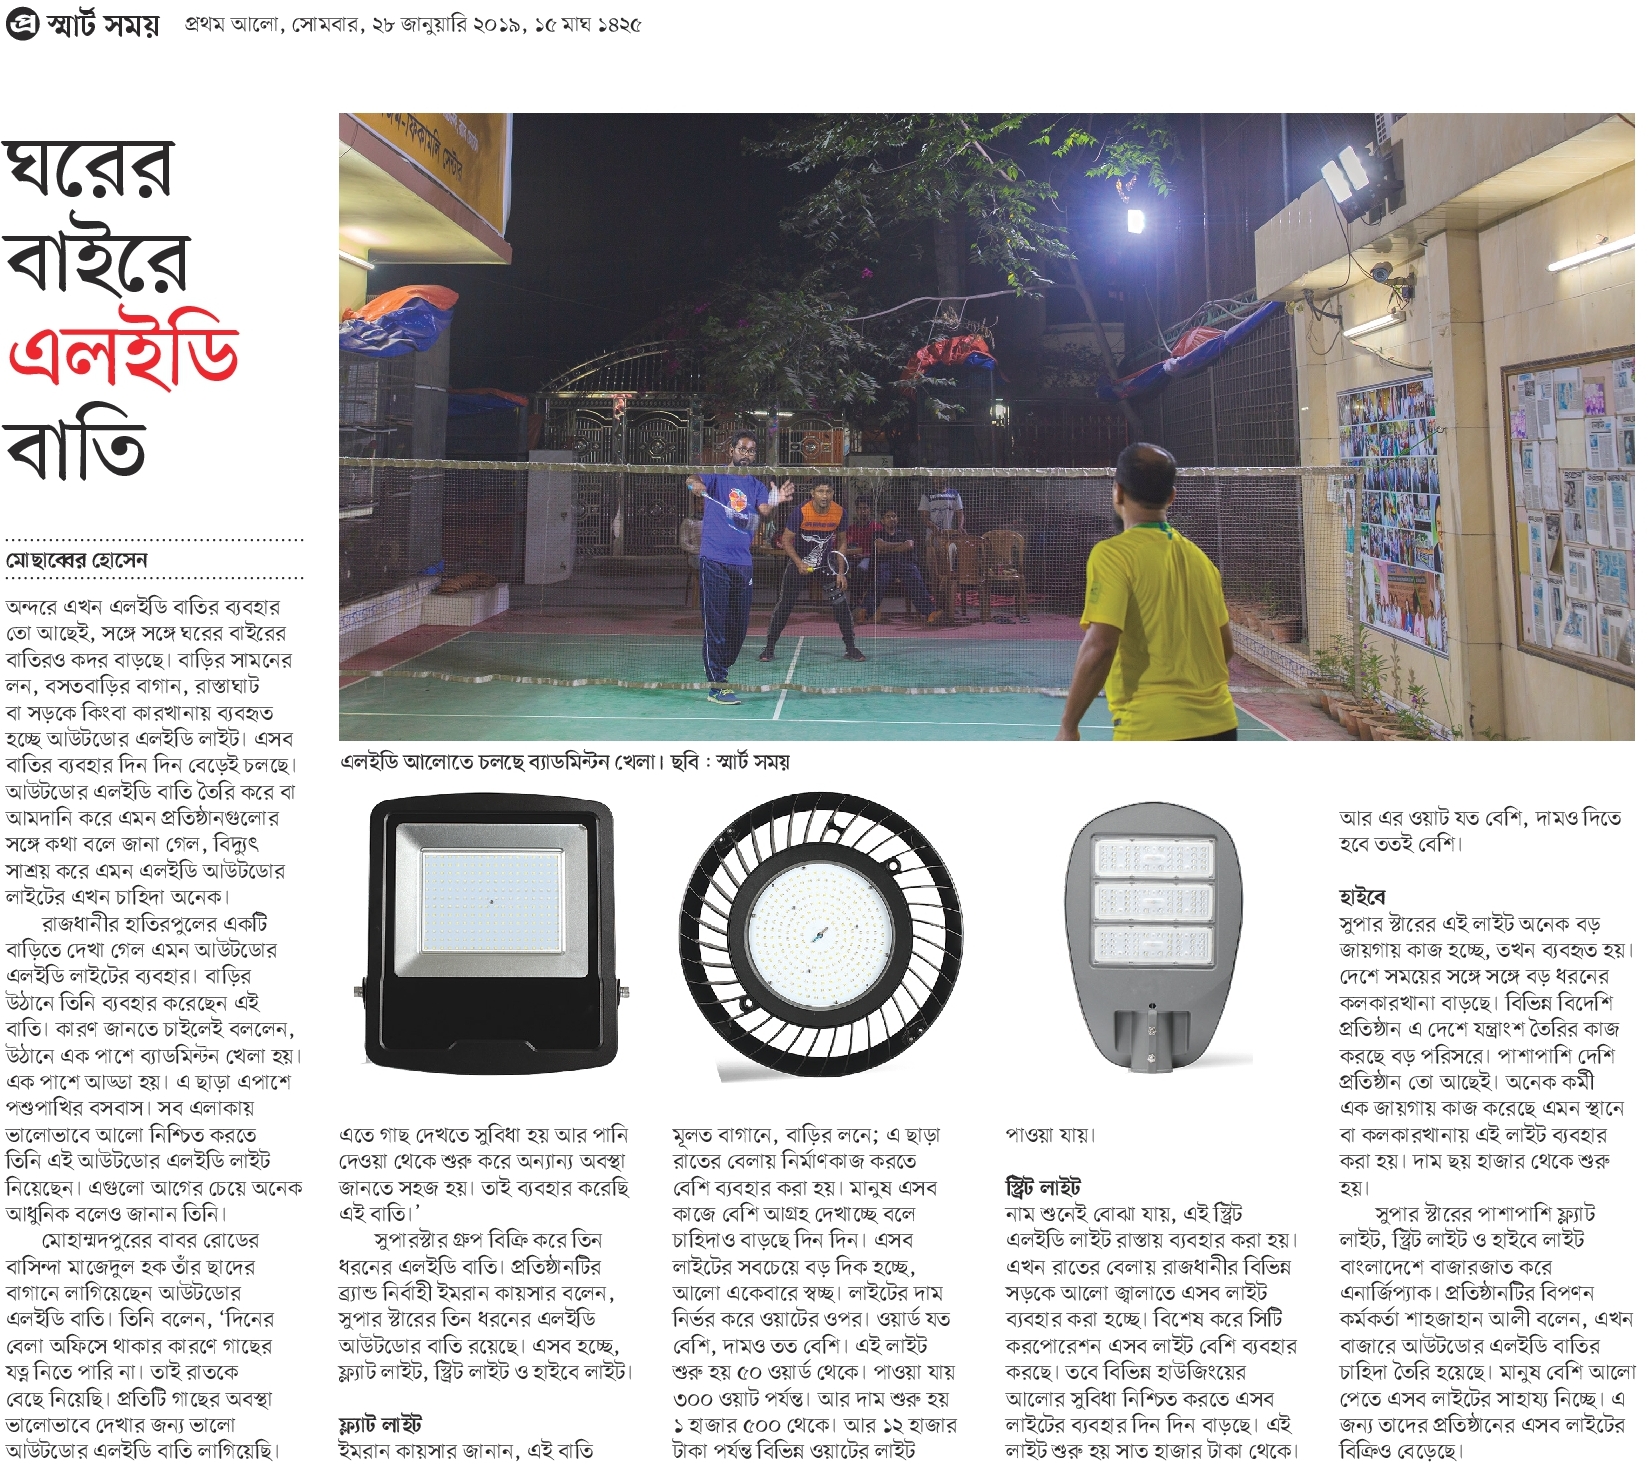 প্র স্মার্ট সময়
প্রথম আলো, সোমবার, ২৮ জানুয়ারি ২০১৯, ১৫ মাঘ ১৪২৫
ঘরের
বাইরে
এলইডি
বাতি
মোছাব্বের হোসেন
অন্দরে এখন এলইডি বাতির ব্যবহার
তো আছেই, সঙ্গে সঙ্গে ঘরের বাইরের
বাতিরও কদর বাড়ছে। বাড়ির সামনের
লন, বসতবাড়ির বাগান, রাস্তাঘাট
বা সড়কে কিংবা কারখানায় ব্যবহৃত
হচ্ছে আউটডোর এলইডি লাইট। এসব
বাতির ব্যবহার দিন দিন বেড়েই চলছে।
আউটডোর এলইডি বাতি তৈরি করে বা
আমদানি করে এমন প্রতিষ্ঠানগুলোর
সঙ্গে কথা বলে জানা গেল, বিদ্যুৎ
সাশ্রয় করে এমন এলইডি আউটডোর
লাইটের এখন চাহিদা অনেক।
রাজধানীর হাতিরপুলের একটি
বাড়িতে দেখা গেল এমন আউটডোর
এলইডি লাইটের ব্যবহার। বাড়ির
উঠানে তিনি ব্যবহার করেছেন এই
বাতি। কারণ জানতে চাইলেই বললেন,
উঠানে এক পাশে ব্যাডমিন্টন খেলা হয়।
এক পাশে আড্ডা হয়। এ ছাড়া এপাশে
পশুপাখির বসবাস। সব এলাকায়
ভালোভাবে আলো নিশ্চিত করতে
তিনি এই আউটডোর এলইডি লাইট
নিয়েছেন। এগুলো আগের চেয়ে অনেক
আধুনিক বলেও জানান তিনি।
মোহাম্মদপুরের বাবর রোডের
বাসিন্দা মাজেদুল হক তাঁর ছাদের
বাগানে লাগিয়েছেন আউটডোর
এলইডি বাতি। তিনি বলেন, ‘দিনের
বেলা অফিসে থাকার কারণে গাছের
যত্ন নিতে পারি না। তাই রাতকে
বেছে নিয়েছি। প্রতিটি গাছের অবস্থা
ভালোভাবে দেখার জন্য ভালো
আউটডোর এলইডি বাতি লাগিয়েছি।
এলইডি আলোতে চলছে ব্যাডমিন্টন খেলা। ছবি : স্মার্ট সময়
এতে গাছ দেখতে সুবিধা হয় আর পানি
দেওয়া থেকে শুরু করে অন্যান্য অবস্থা
জানতে সহজ হয়। তাই ব্যবহার করেছি
এই বাতি।’
সুপারস্টার গ্রুপ বিক্রি করে তিন
ধরনের এলইডি বাতি। প্রতিষ্ঠানটির
ব্র্যান্ড নির্বাহী ইমরান কায়সার বলেন,
সুপার স্টারের তিন ধরনের এলইডি
আউটডোর বাতি রয়েছে। এসব হচ্ছে,
ফ্ল্যাট লাইট, স্ট্রিট লাইট ও হাইবে লাইট।
ফ্ল্যাট লাইট
ইমরান কায়সার জানান, এই বাতি
মূলত বাগানে, বাড়ির লনে; এ ছাড়া
রাতের বেলায় নির্মাণকাজ করতে
বেশি ব্যবহার করা হয়। মানুষ এসব
কাজে বেশি আগ্রহ দেখাচ্ছে বলে
চাহিদাও বাড়ছে দিন দিন। এসব
লাইটের সবচেয়ে বড় দিক হচ্ছে,
আলো একেবারে স্বচ্ছ। লাইটের দাম
নির্ভর করে ওয়াটের ওপর। ওয়ার্ড যত
বেশি, দামও তত বেশি। এই লাইট
শুরু হয় ৫০ ওয়ার্ড থেকে। পাওয়া যায়
৩০০ ওয়াট পর্যন্ত। আর দাম শুরু হয়
১ হাজার ৫০০ থেকে। আর ১২ হাজার
টাকা পর্যন্ত বিভিন্ন ওয়াটের লাইট
পাওয়া যায়।
স্ট্রিট লাইট
নাম শুনেই বোঝা যায়, এই স্ট্রিট
এলইডি লাইট রাস্তায় ব্যবহার করা হয়।
এখন রাতের বেলায় রাজধানীর বিভিন্ন
সড়কে আলো জ্বালাতে এসব লাইট
ব্যবহার করা হচ্ছে। বিশেষ করে সিটি
করপোরেশন এসব লাইট বেশি ব্যবহার
করছে। তবে বিভিন্ন হাউজিংয়ের
আলোর সুবিধা নিশ্চিত করতে এসব
লাইটের ব্যবহার দিন দিন বাড়ছে। এই
লাইট শুরু হয় সাত হাজার টাকা থেকে।
আর এর ওয়াট যত বেশি, দামও দিতে
হবে ততই বেশি।
হাইবে
সুপার স্টারের এই লাইট অনেক বড়
জায়গায় কাজ হচ্ছে, তখন ব্যবহৃত হয়।
দেশে সময়ের সঙ্গে সঙ্গে বড় ধরনের
কলকারখানা বাড়ছে। বিভিন্ন বিদেশি
প্রতিষ্ঠান এ দেশে যন্ত্রাংশ তৈরির কাজ
করছে বড় পরিসরে। পাশাপাশি দেশি
প্রতিষ্ঠান তো আছেই। অনেক কর্মী
এক জায়গায় কাজ করেছে এমন স্থানে
বা কলকারখানায় এই লাইট ব্যবহার
করা হয়। দাম ছয় হাজার থেকে শুরু
হয়।
সুপার স্টারের পাশাপাশি ফ্ল্যাট
লাইট, স্ট্রিট লাইট ও হাইবে লাইট
বাংলাদেশে বাজারজাত করে
এনার্জিপ্যাক। প্রতিষ্ঠানটির বিপণন
কর্মকর্তা শাহজাহান আলী বলেন, এখন
বাজারে আউটডোর এলইডি বাতির
চাহিদা তৈরি হয়েছে। মানুষ বেশি আলো
পেতে এসব লাইটের সাহায্য নিচ্ছে। এ
জন্য তাদের প্রতিষ্ঠানের এসব লাইটের
বিক্রিও বেড়েছে।